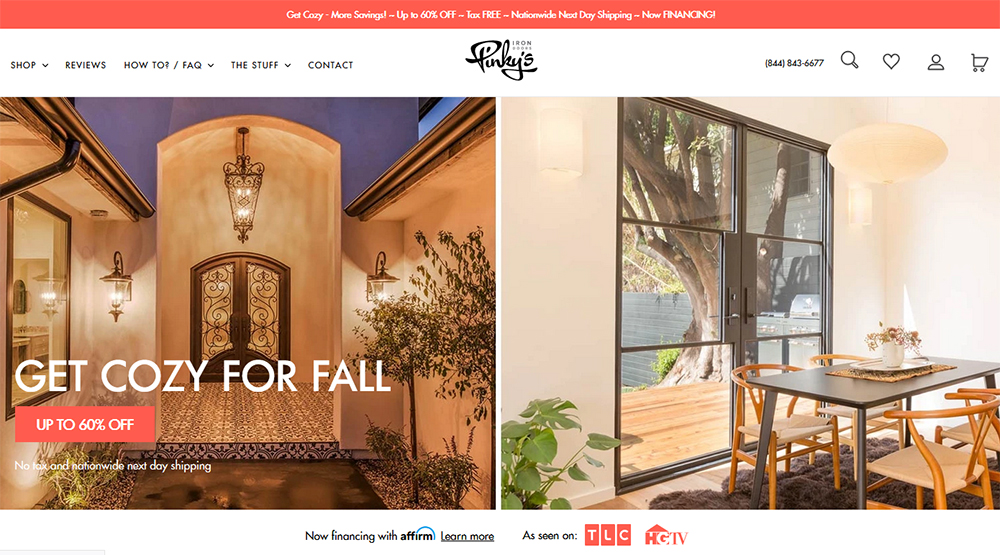 Get Cozy - More Savings! ~ Up to 60% OFF ~ Tax FREE ~ Nationwide Next Day Shipping ~ Now FINANCING!
SHOP REVIEWS HOW TO? / FAQ THE STUFF CONTACT
Pinky's IRON DOORS
(844) 843-6677
GET COZY FOR FALL
UP TO 60% OFF
No tax and nationwide next day shipping
Now financing with affirm Learn more
As seen on: TLC HGTV